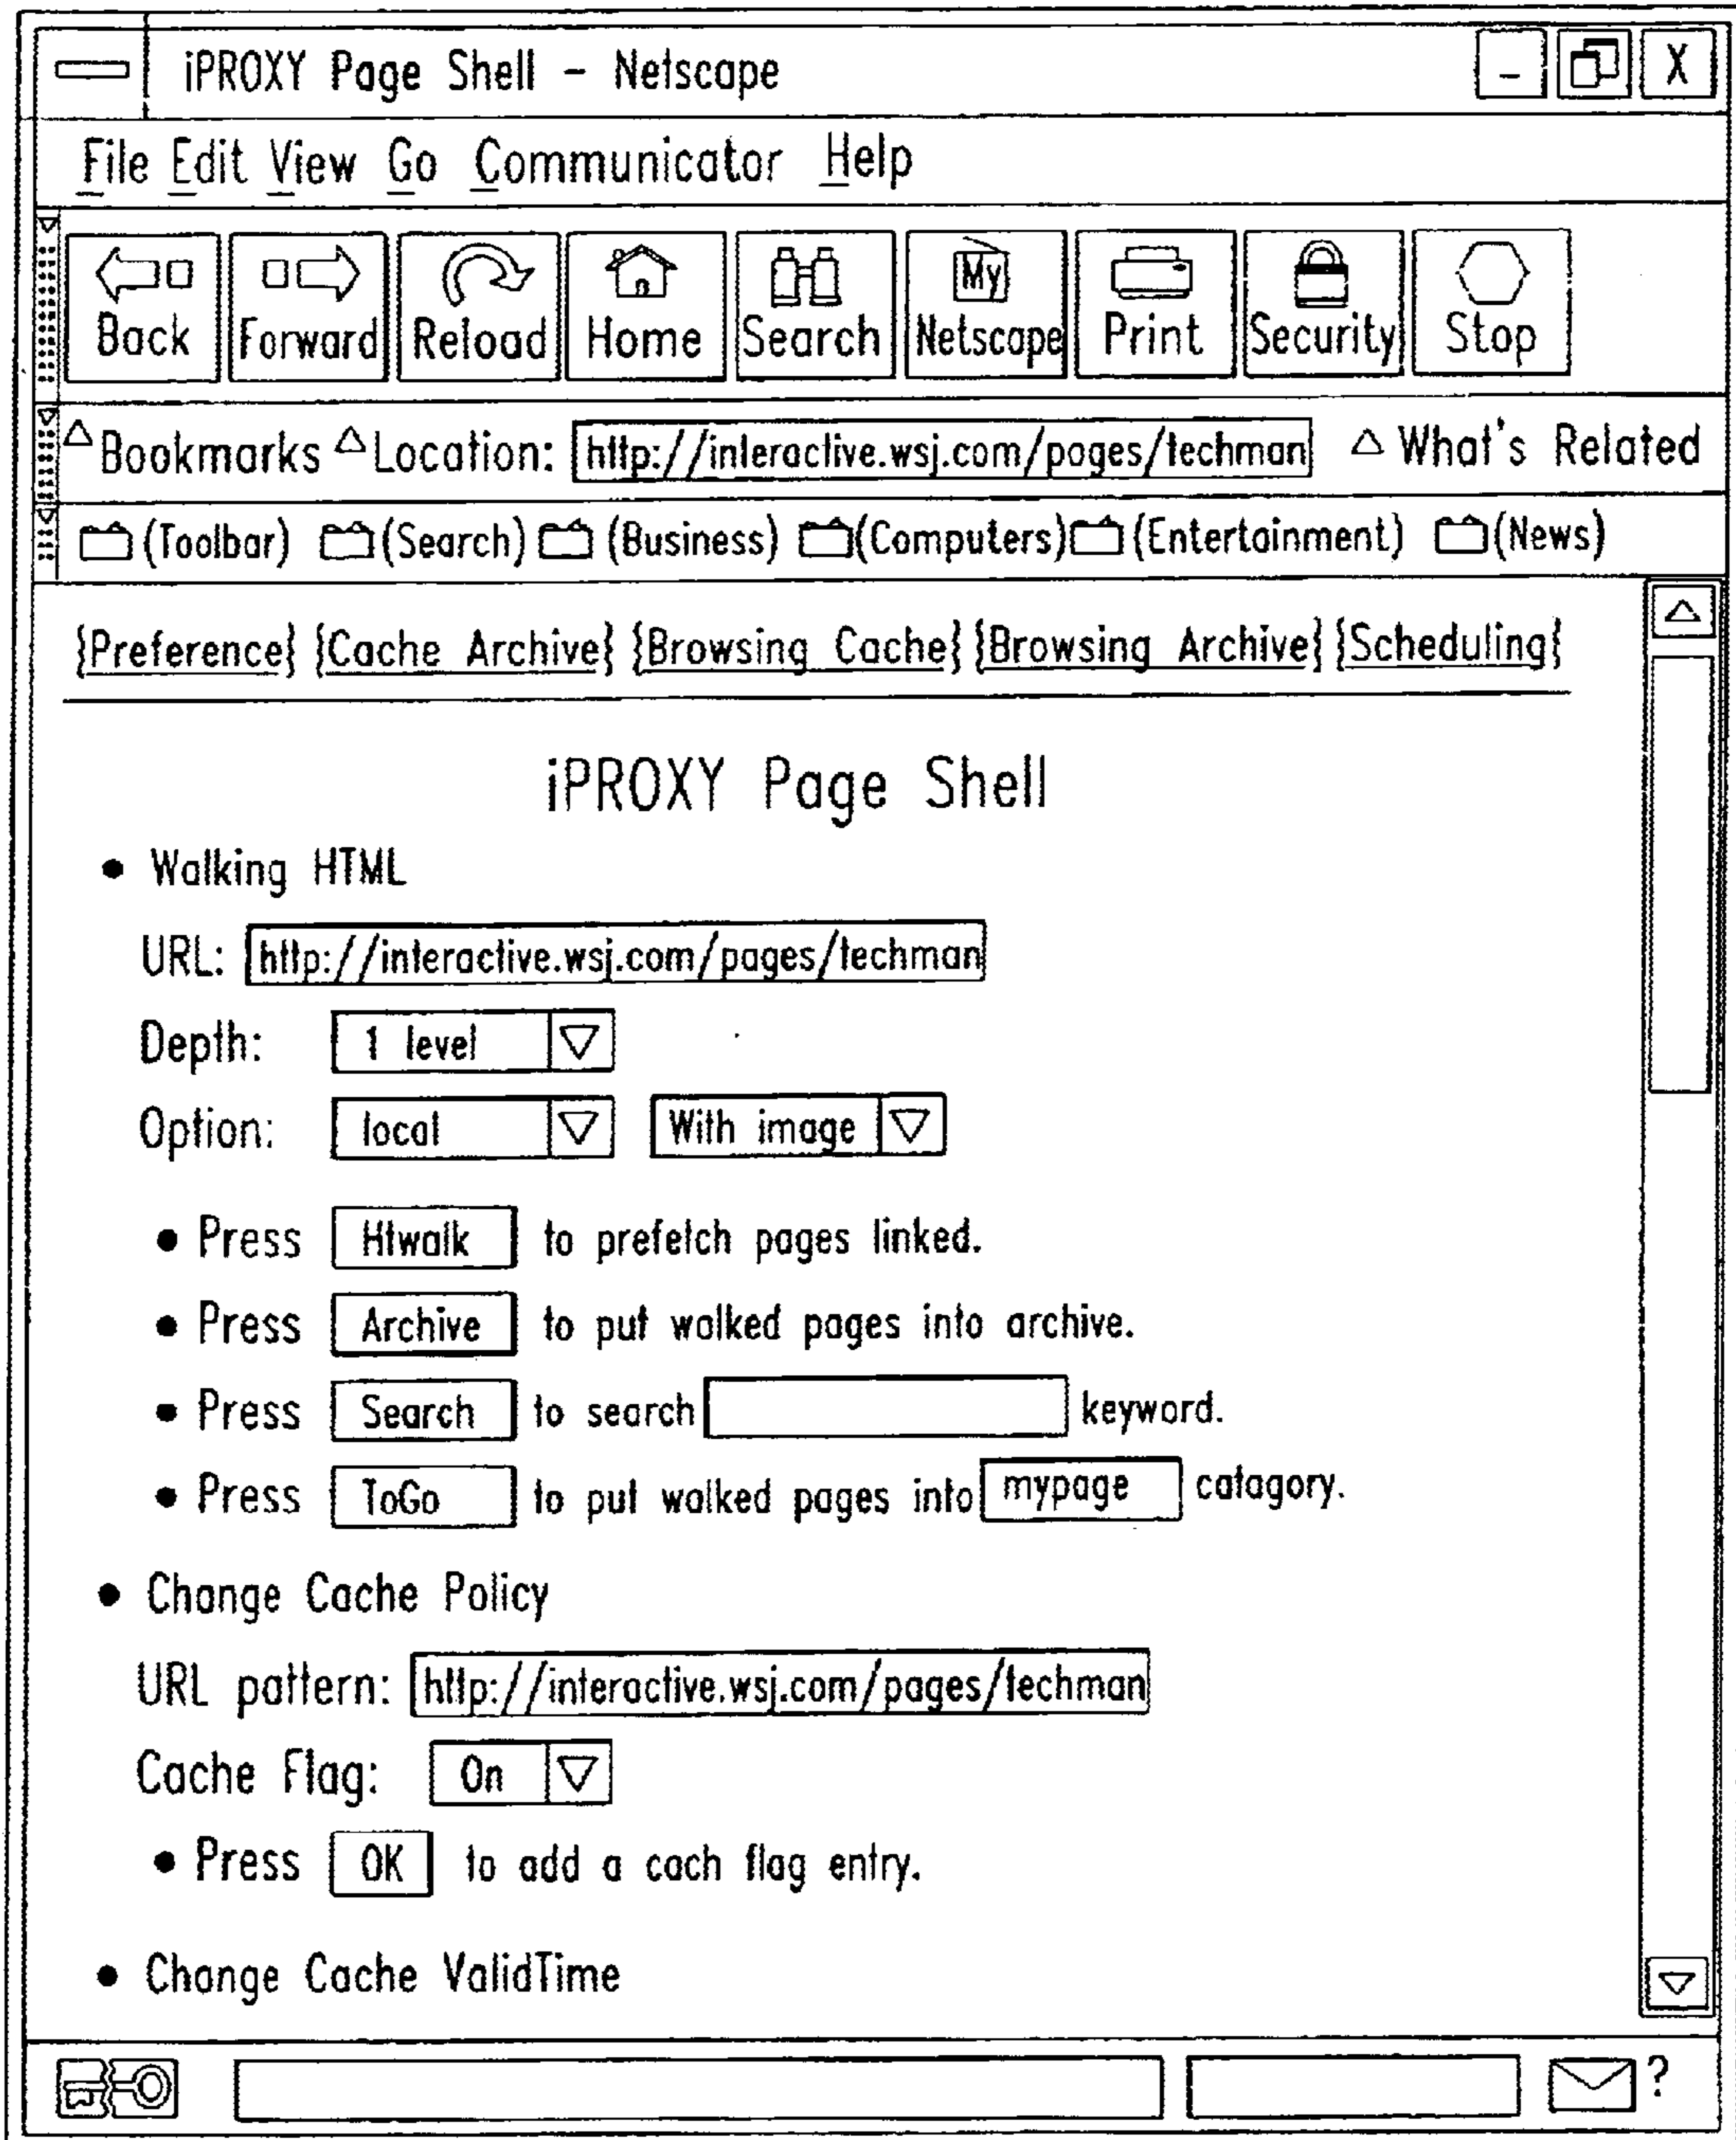 iPROXY Page Shell – Netscape
File Edit View Go Communicator Help
Back Forward Reload Home Search My Netscape Print Security Stop
Bookmarks Location: http://interactive.wsj.com/pages/techman What's Related
(Toolbar) (Search) (Business) (Computers) (Entertainment) (News)
{Preference} {Cache Archive} {Browsing Cache} {Browsing Archive} {Scheduling}
iPROXY Page Shell
• Walking HTML
URL: http://interactive.wsj.com/pages/techman
Depth: 1 level
Option: local With image
• Press Htwalk to prefetch pages linked.
• Press Archive to put walked pages into archive.
• Press Search to search keyword.
• Press ToGo to put walked pages into mypage catagory.
• Change Cache Policy
URL pattern: http://interactive.wsj.com/pages/techman
Cache Flag: On
• Press OK to add a cach flag entry.
• Change Cache ValidTime
?